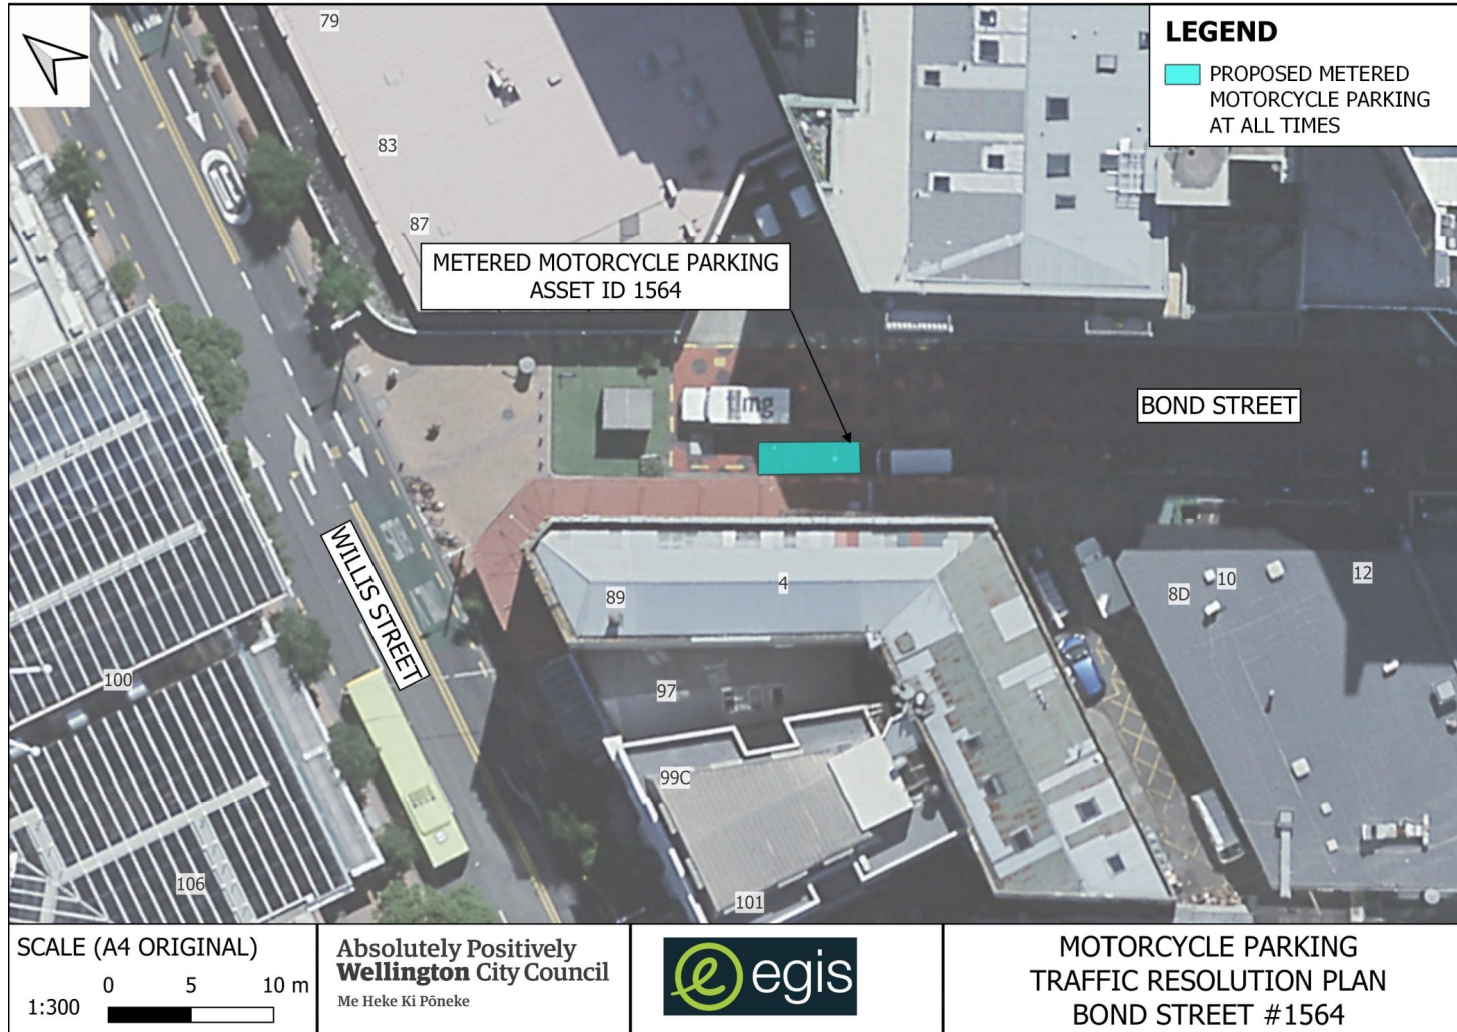 79
LEGEND
PROPOSED METERED
MOTORCYCLE PARKING
AT ALL TIMES
83
87
METERED MOTORCYCLE PARKING
ASSET ID 1564
BOND STREET
WILLIS STREET
89
4
8D
10
12
100
97
99C
106
101
SCALE (A4 ORIGINAL)
0 5 10 m
1:300
Absolutely Positively
Wellington City Council
Me Heke Ki Pōneke
egis
MOTORCYCLE PARKING
TRAFFIC RESOLUTION PLAN
BOND STREET #1564